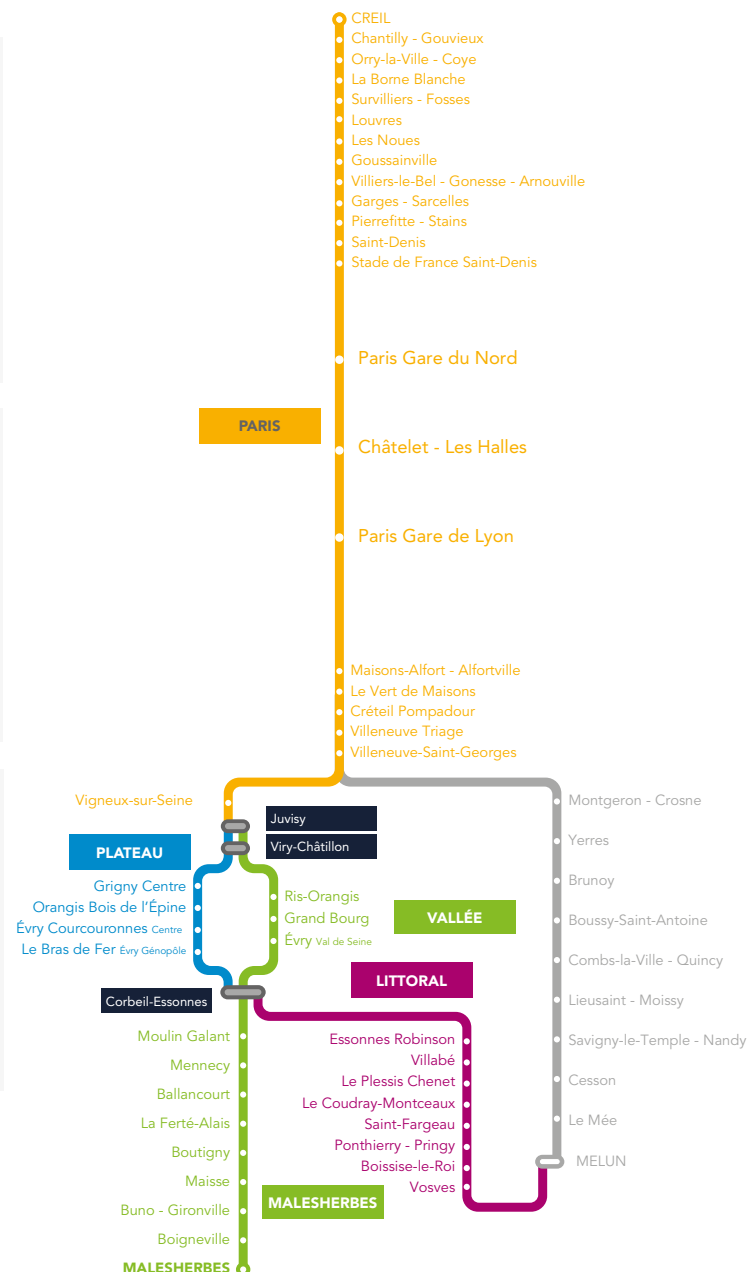 CREIL
Chantilly - Gouvieux
Orry-la-Ville - Coye
La Borne Blanche
Survilliers - Fosses
Louvres
Les Noues
Goussainville
Villiers-le-Bel - Gonesse - Arnouville
Garges - Sarcelles
Pierrefitte - Stains
Saint-Denis
Stade de France Saint-Denis
Paris Gare du Nord
PARIS
Châtelet - Les Halles
Paris Gare de Lyon
Maisons-Alfort - Alfortville
Le Vert de Maisons
Créteil Pompadour
Villeneuve Triage
Villeneuve-Saint-Georges
Vigneux-sur-Seine
Juvisy
Viry-Châtillon
PLATEAU
Grigny Centre
Orangis Bois de l'Épine
Évry Courcouronnes Centre
Le Bras de Fer Évry Génopôle
Ris-Orangis
Grand Bourg
Évry Val de Seine
VALLÉE
LITTORAL
Corbeil-Essonnes
Moulin Galant
Mennecy
Ballancourt
La Ferté-Alais
Boutigny
Maisse
Buno - Gironville
Boigneville
MALESHERBES
MALESHERBES
Essonnes Robinson
Villabé
Le Plessis Chenet
Le Coudray-Montceaux
Saint-Fargeau
Ponthierry - Pringy
Boissise-le-Roi
Vosves
Montgeron - Crosne
Yerres
Brunoy
Boussy-Saint-Antoine
Combs-la-Ville - Quincy
Lieusaint - Moissy
Savigny-le-Temple - Nandy
Cesson
Le Mée
MELUN